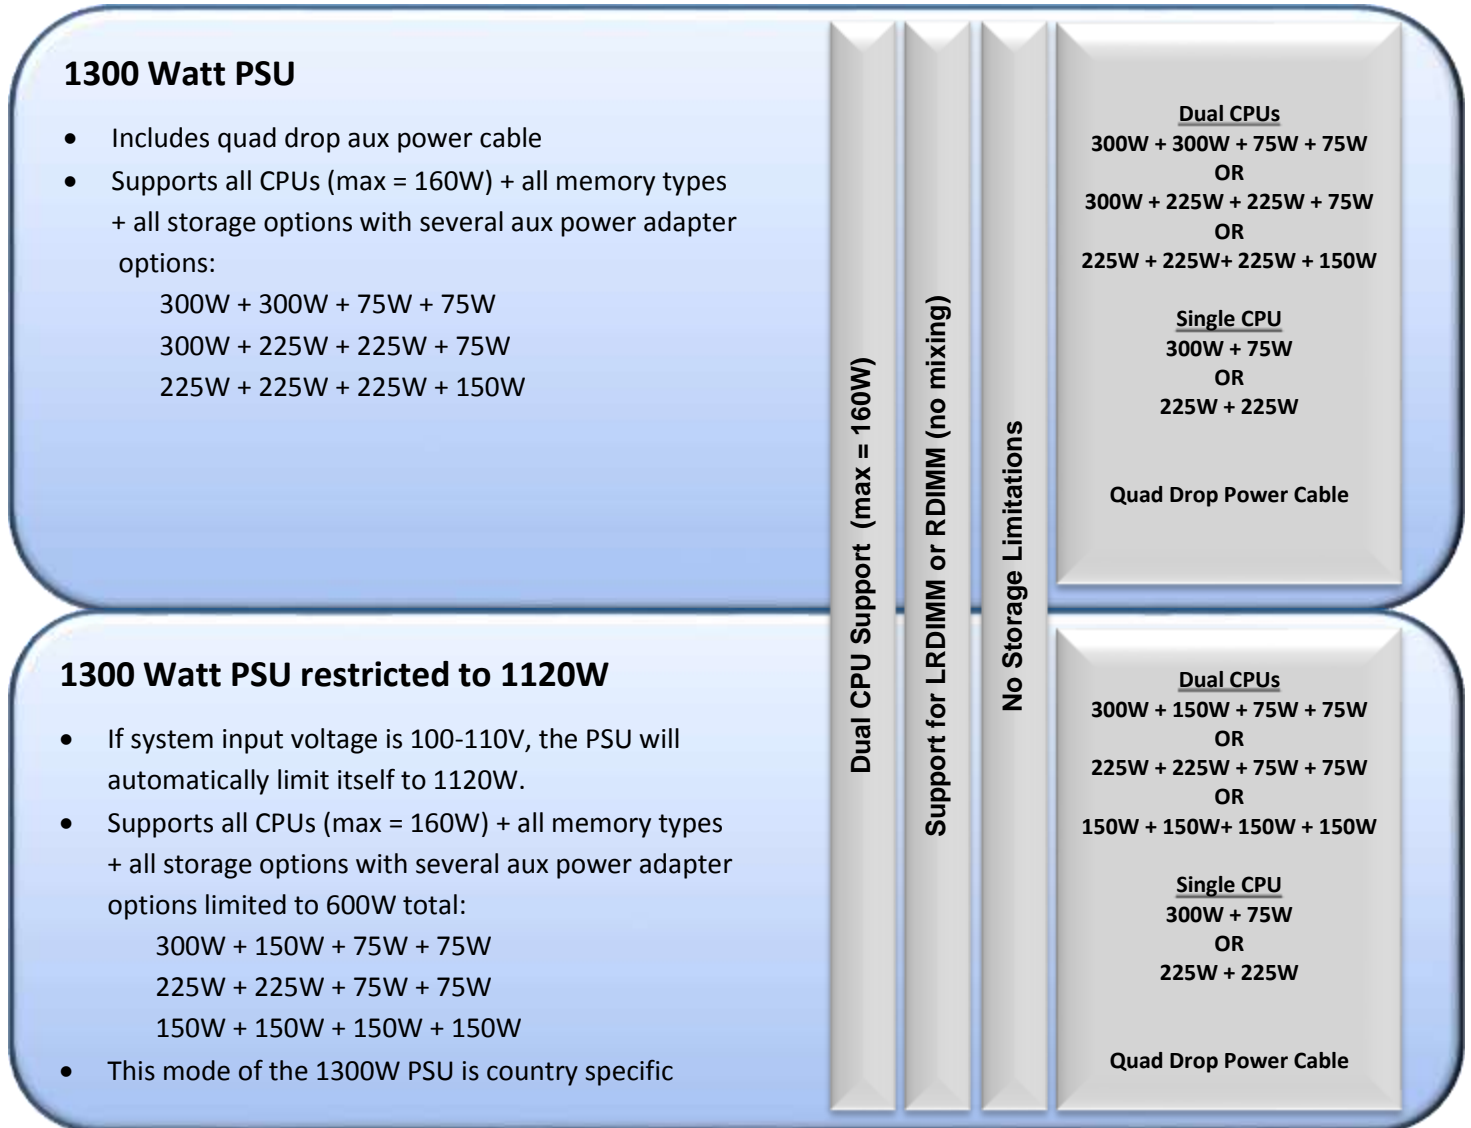 1300 Watt PSU
• Includes quad drop aux power cable
• Supports all CPUs (max = 160W) + all memory types
+ all storage options with several aux power adapter
options:
300W + 300W + 75W + 75W
300W + 225W + 225W + 75W
225W + 225W + 225W + 150W
1300 Watt PSU restricted to 1120W
• If system input voltage is 100-110V, the PSU will
automatically limit itself to 1120W.
• Supports all CPUs (max = 160W) + all memory types
+ all storage options with several aux power adapter
options limited to 600W total:
300W + 150W + 75W + 75W
225W + 225W + 75W + 75W
150W + 150W + 150W + 150W
• This mode of the 1300W PSU is country specific
Dual CPU Support (max = 160W)
Support for LRDIMM or RDIMM (no mixing)
No Storage Limitations
Dual CPUs
300W + 300W + 75W + 75W
OR
300W + 225W + 225W + 75W
OR
225W + 225W+ 225W + 150W
Single CPU
300W + 75W
OR
225W + 225W
Quad Drop Power Cable
Dual CPUs
300W + 150W + 75W + 75W
OR
225W + 225W + 75W + 75W
OR
150W + 150W+ 150W + 150W
Single CPU
300W + 75W
OR
225W + 225W
Quad Drop Power Cable